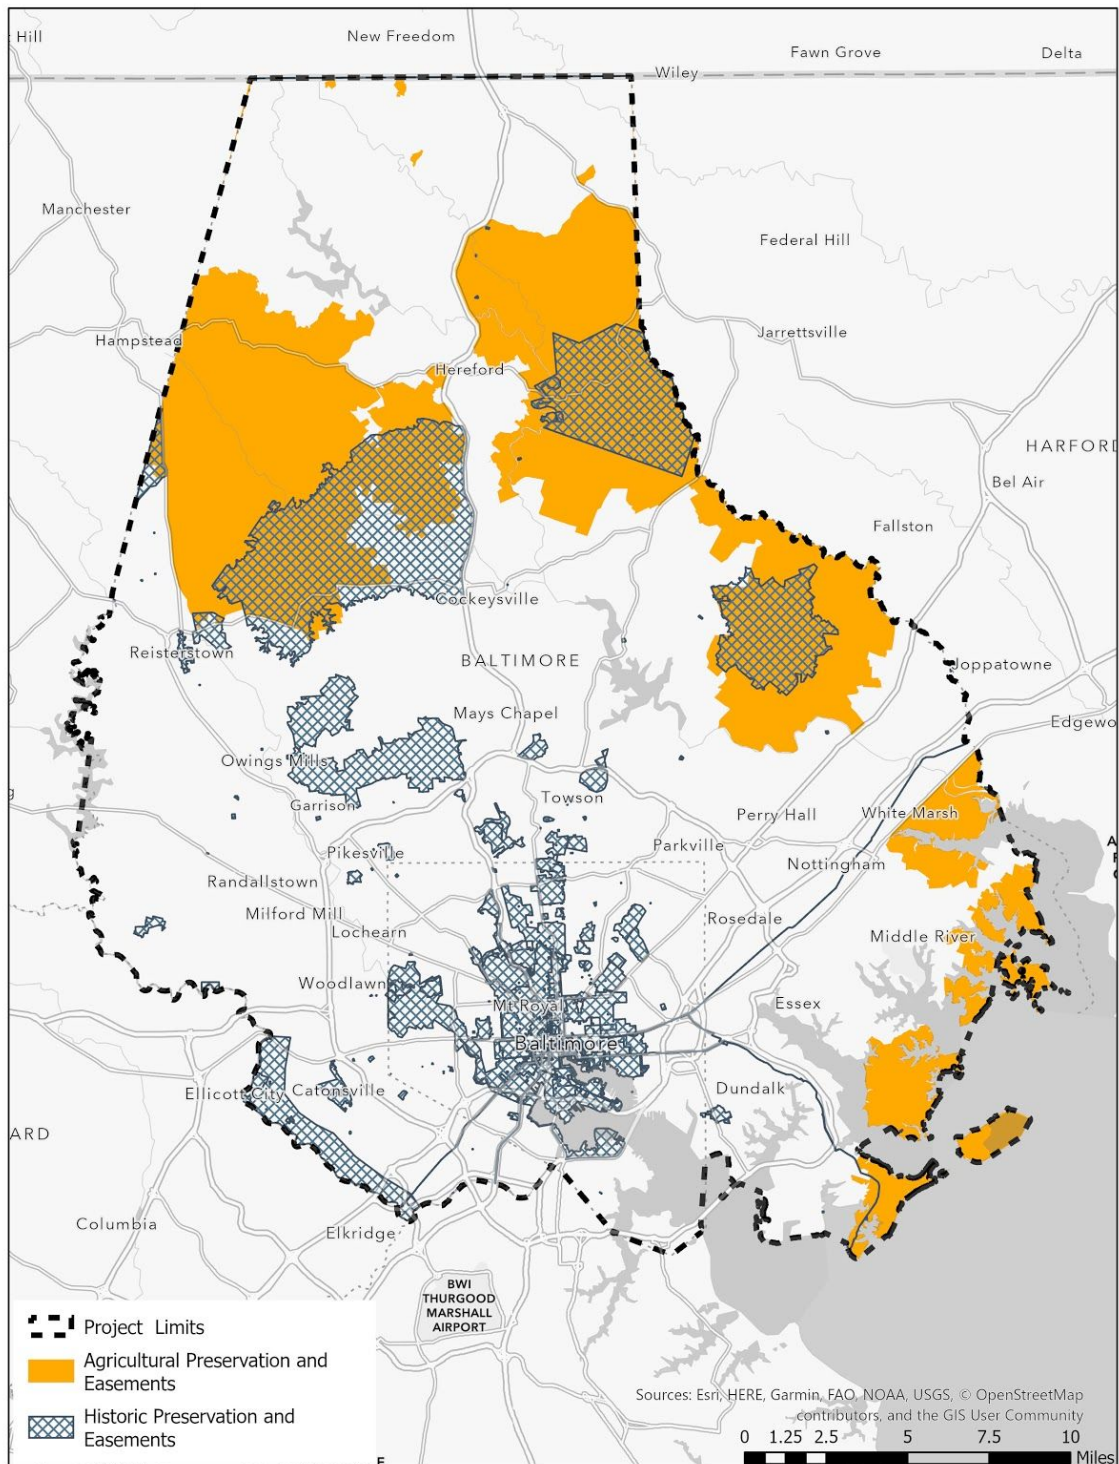 Hill
New Freedom
Fawn Grove
Delta
Wiley
Manchester
Federal Hill
Jarrettsville
Hampstead
Hereford
HARFORD
Bel Air
Fallston
Cockeysville
Reisterstown
BALTIMORE
Joppatowne
Mays Chapel
Edgewo
Owings Mills
Garrison
Towson
Perry Hall
White Marsh
Pikesville
Parkville
Nottingham
Randallstown
Milford Mill
Rosedale
Lochearn
Middle River
Woodlawn
Mt Royal
Essex
Baltimore
Ellicott City
Catonsville
Dundalk
ARD
Columbia
Elkridge
BWI
THURGOOD
MARSHALL
AIRPORT
Project Limits
Agricultural Preservation and
Easements
Historic Preservation and
Easements
Sources: Esri, HERE, Garmin, FAO, NOAA, USGS, © OpenStreetMap
contributors, and the GIS User Community
0 1.25 2.5 5 7.5 10
Miles